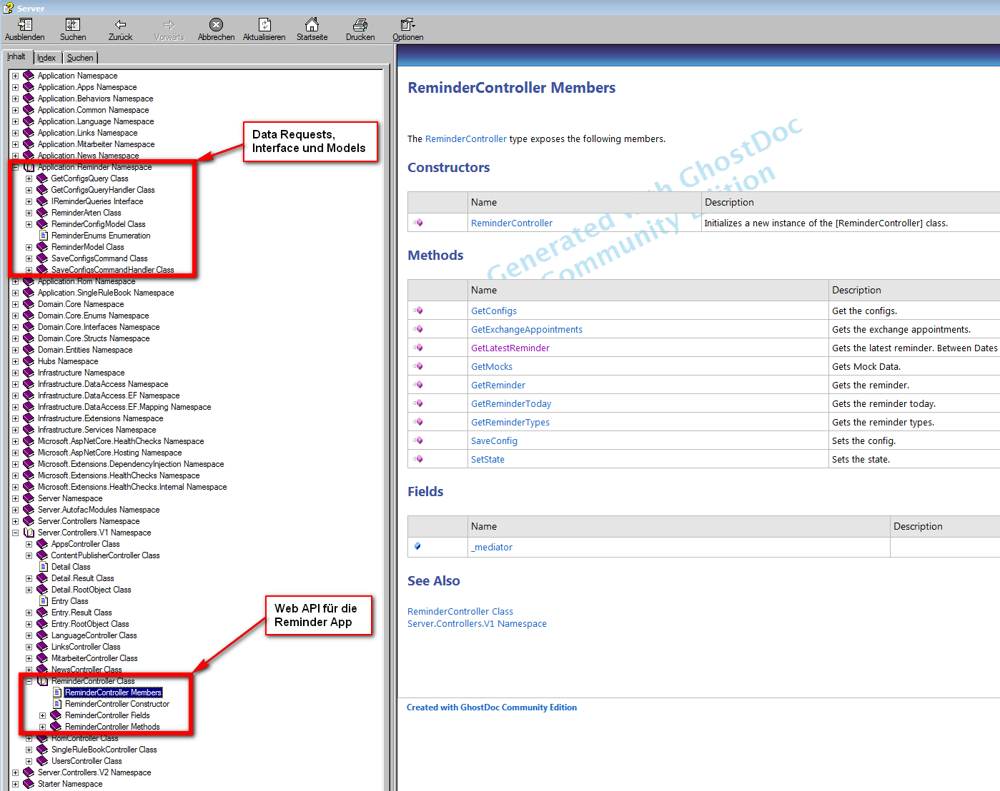 Server
Ausblenden
Suchen
Zurück
Vorwärts
Abbrechen
Aktualisieren
Startseite
Drucken
Optionen
Inhalt
Index
Suchen
Application Namespace
Application.Apps Namespace
Application.Behaviors Namespace
Application.Common Namespace
Application.Language Namespace
Application.Links Namespace
Application.Mitarbeiter Namespace
Application.News Namespace
Application.Reminder Namespace
GetConfigsQuery Class
GetConfigsQueryHandler Class
IReminderQueries Interface
ReminderArten Class
ReminderConfigModel Class
ReminderEnums Enumeration
ReminderModel Class
SaveConfigsCommand Class
SaveConfigsCommandHandler Class
Application.Rom Namespace
Application.SingleRuleBook Namespace
Domain.Core Namespace
Domain.Core.Enums Namespace
Domain.Core.Interfaces Namespace
Domain.Core.Structs Namespace
Domain.Entities Namespace
Hubs Namespace
Infrastructure Namespace
Infrastructure.DataAccess Namespace
Infrastructure.DataAccess.EF Namespace
Infrastructure.DataAccess.EF.Mapping Namespace
Infrastructure.Extensions Namespace
Infrastructure.Services Namespace
Microsoft.AspNetCore.HealthChecks Namespace
Microsoft.AspNetCore.Hosting Namespace
Microsoft.Extensions.DependencyInjection Namespace
Microsoft.Extensions.HealthChecks Namespace
Microsoft.Extensions.HealthChecks.Internal Namespace
Server Namespace
Server.AutofacModules Namespace
Server.Controllers Namespace
Server.Controllers.V1 Namespace
AppsController Class
ContentPublisherController Class
Detail Class
Detail.Result Class
Detail.RootObject Class
Entry Class
Entry.Result Class
Entry.RootObject Class
LanguageController Class
LinksController Class
MitarbeiterController Class
NewsController Class
ReminderController Class
ReminderController Members
ReminderController Constructor
ReminderController Fields
ReminderController Methods
RomController Class
SingleRuleBookController Class
UsersController Class
Server.Controllers.V2 Namespace
Starter Namespace
Data Requests,
Interface und Models
Web API für die
Reminder App
ReminderController Members
The ReminderController type exposes the following members.
Generated with GhostDoc
Community Edition
Constructors
Name Description
ReminderController Initializes a new instance of the [ReminderController] class.
Methods
Name Description
GetConfigs Get the configs.
GetExchangeAppointments Gets the exchange appointments.
GetLatestReminder Gets the latest reminder. Between Dates
GetMocks Gets Mock Data.
GetReminder Gets the reminder.
GetReminderToday Gets the reminder today.
GetReminderTypes Gets the reminder types.
SaveConfig Sets the config.
SetState Sets the state.
Fields
Name Description
_mediator
See Also
ReminderController Class
Server.Controllers.V1 Namespace
Created with GhostDoc Community Edition